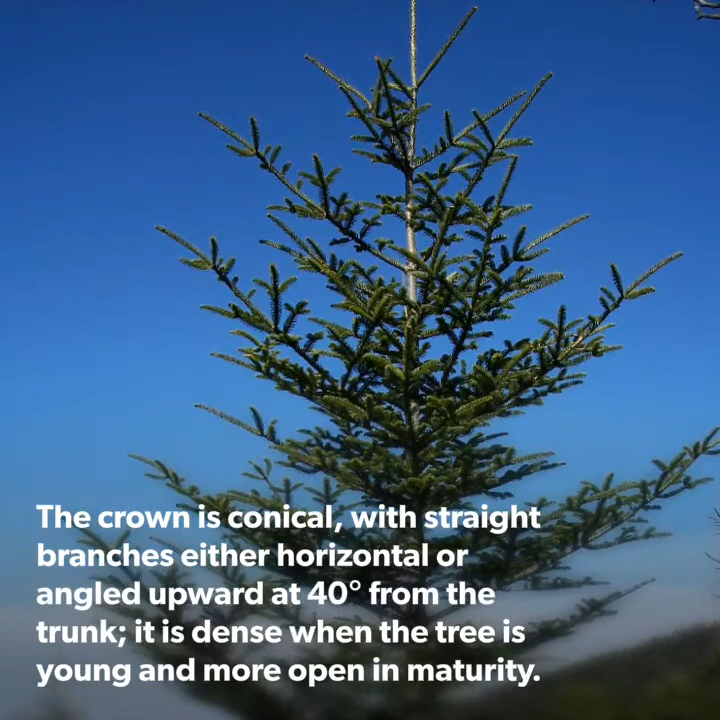 The crown is conical, with straight
branches either horizontal or
angled upward at 40° from the
trunk; it is dense when the tree is
young and more open in maturity.